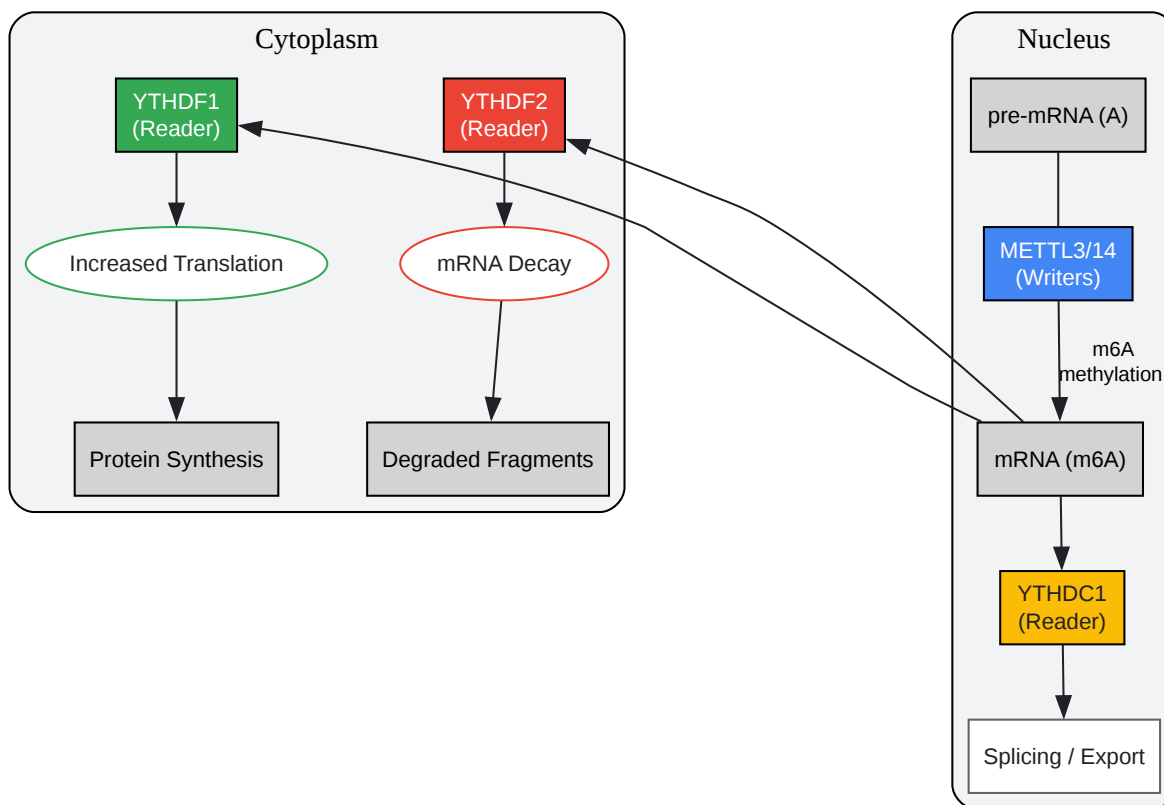 Cytoplasm
YTHDF1
(Reader)
YTHDF2
(Reader)
Increased Translation
mRNA Decay
Protein Synthesis
Degraded Fragments
Nucleus
pre-mRNA (A)
METTL3/14
(Writers)
m6A
methylation
mRNA (m6A)
YTHDC1
(Reader)
Splicing / Export